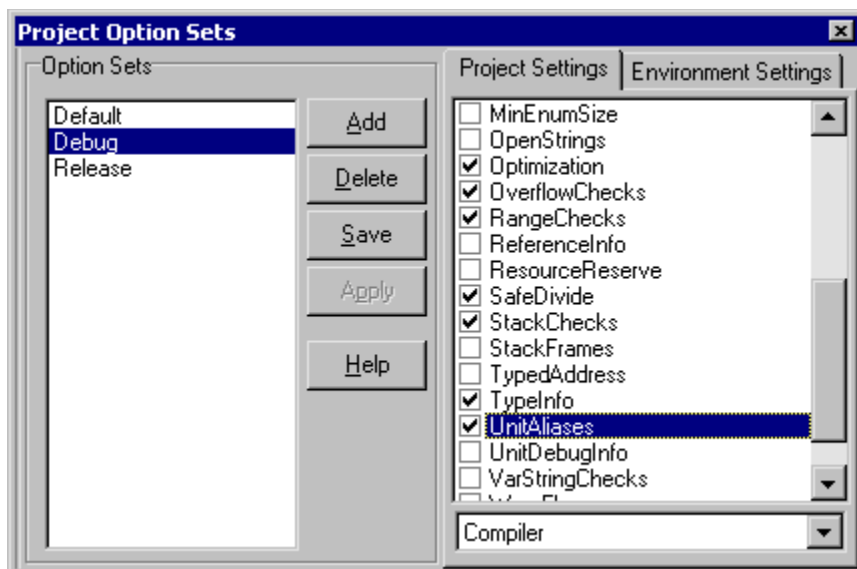 Project Option Sets
Option Sets
Default
Debug
Release
Add
Delete
Save
Apply
Help
Project Settings
Environment Settings
MinEnumSize
OpenStrings
Optimization
OverflowChecks
RangeChecks
ReferenceInfo
ResourceReserve
SafeDivide
StackChecks
StackFrames
TypedAddress
TypeInfo
UnitAliases
UnitDebugInfo
VarStringChecks
Compiler